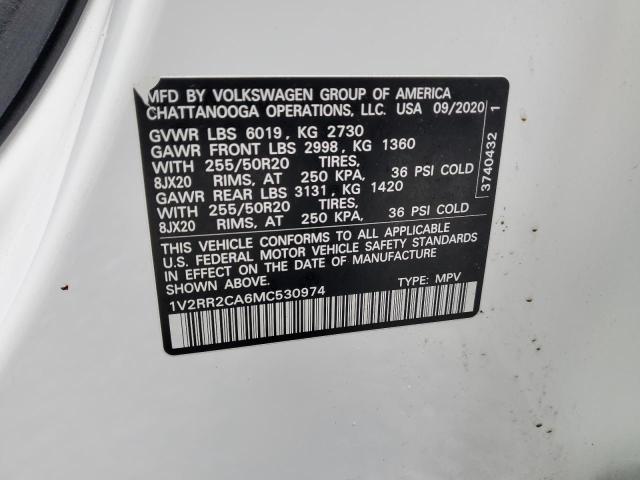 MFD BY VOLKSWAGEN GROUP OF AMERICA
CHATTANOOGA OPERATIONS, LLC. USA 09/2020
GVWR LBS 6019, KG 2730
GAWR FRONT LBS 2998, KG 1360
WITH 255/50R20 TIRES,
8JX20 RIMS, AT 250 KPA, 36 PSI COLD
GAWR REAR LBS 3131, KG 1420
WITH 255/50R20 TIRES,
8JX20 RIMS, AT 250 KPA, 36 PSI COLD
THIS VEHICLE CONFORMS TO ALL APPLICABLE
U.S. FEDERAL MOTOR VEHICLE SAFETY STANDARDS
IN EFFECT ON THE DATE OF MANUFACTURE
SHOWN ABOVE.
1V2RR2CA6MC530974 TYPE: MPV
3740432 1